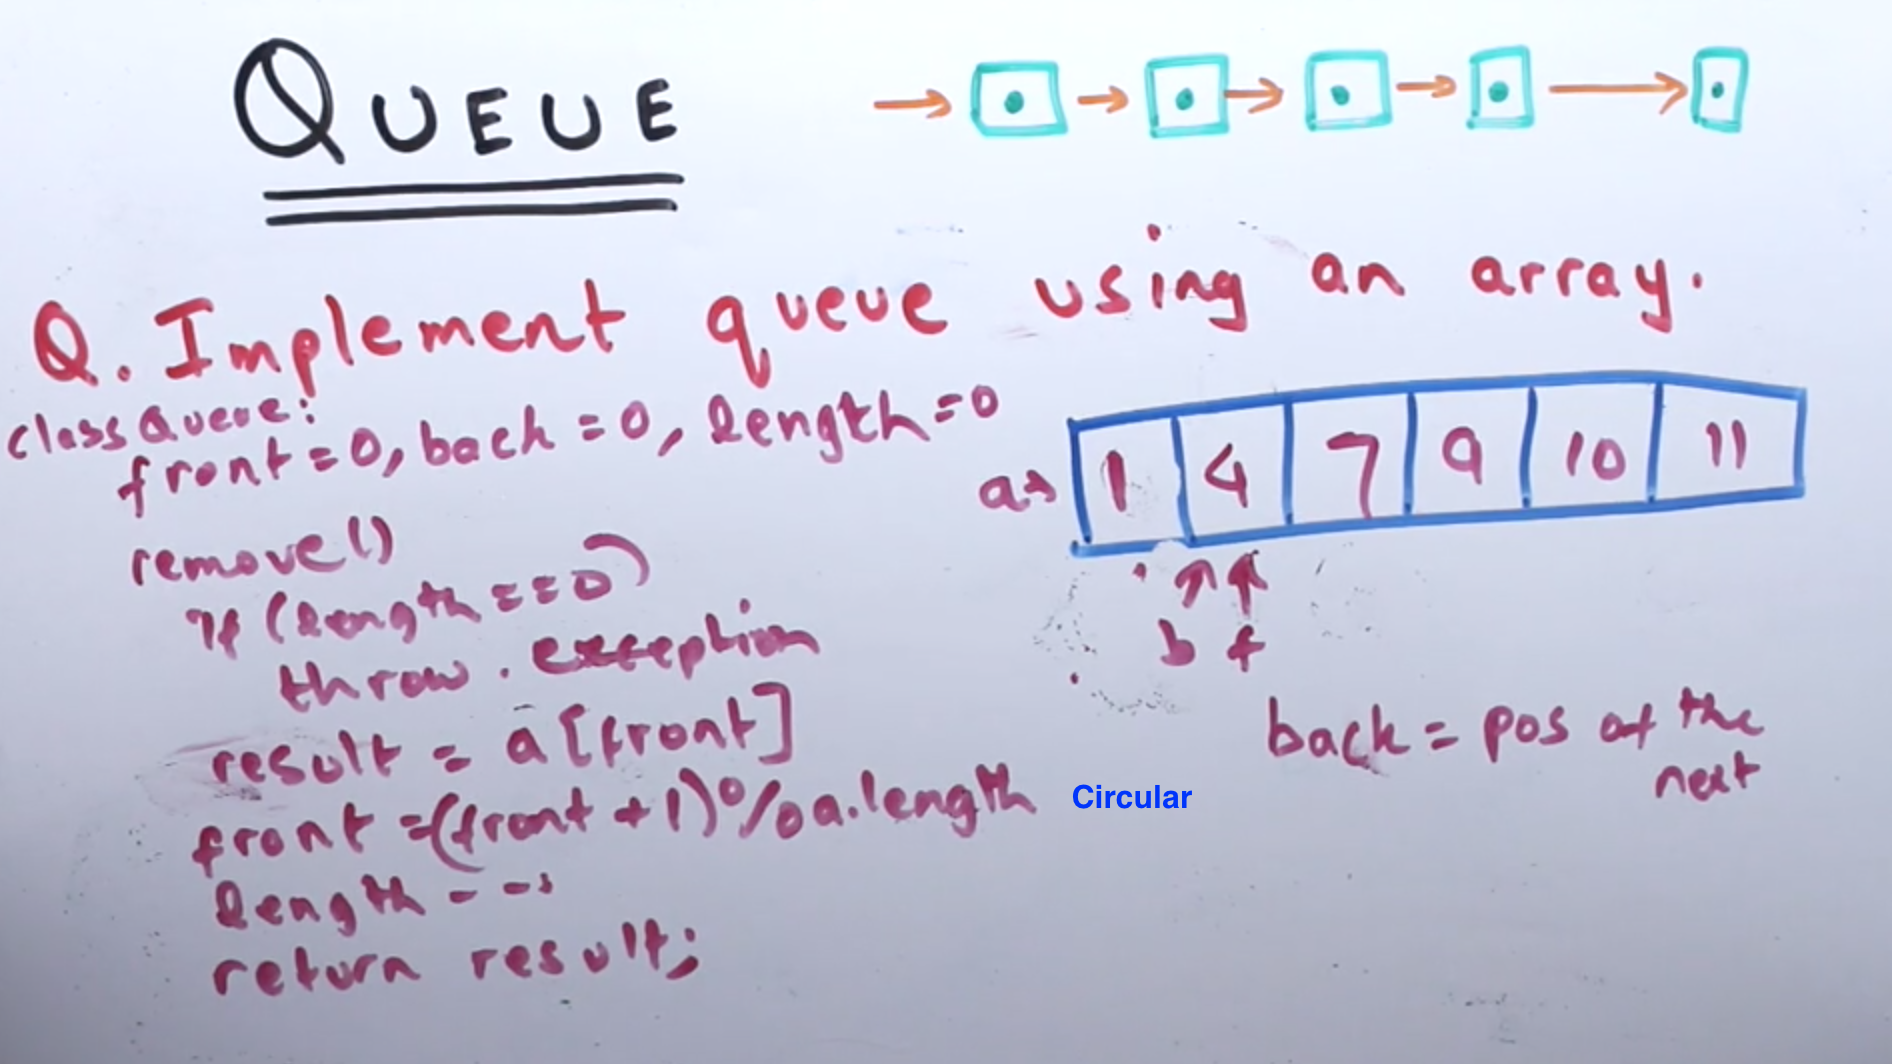 QUEUE
Q. Implement queue using an array.
class Queue:
front = 0, back = 0, length = 0
remove()
if (length == 0)
throw . exception
result = a[front]
front = (front + 1) % a.length
Circular
length --;
return result;
a→
1 4 7 9 10 11
b f
back = pos of the
next